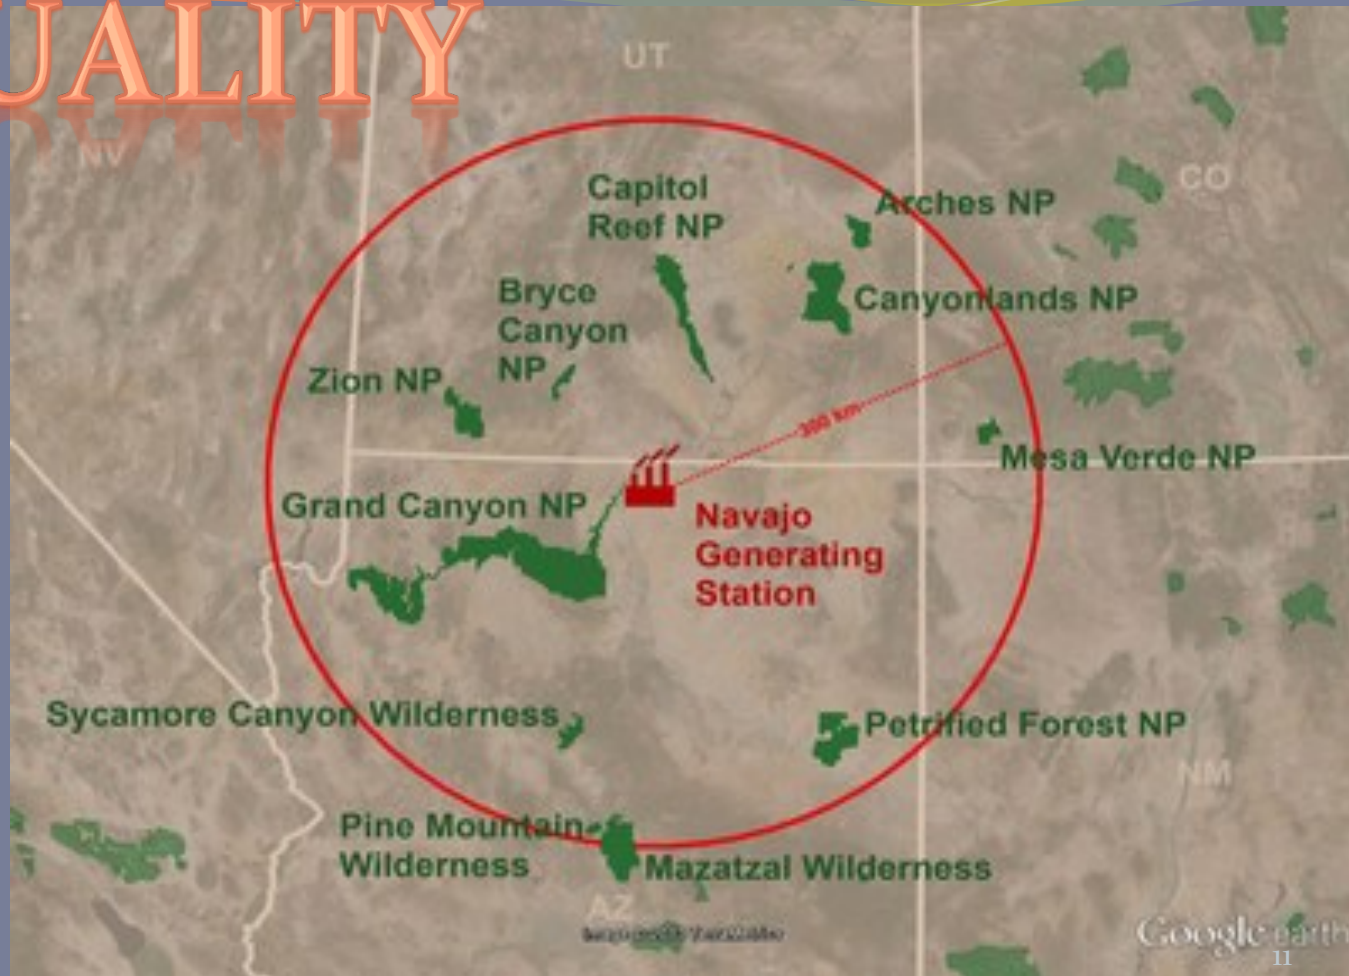 UALITY
UT
NV
Capitol
Reef NP
CO
Arches NP
Bryce
Canyon
NP
Canyonlands NP
Zion NP
300 km
Mesa Verde NP
Grand Canyon NP
Navajo
Generating
Station
Sycamore Canyon Wilderness
Petrified Forest NP
NM
Pine Mountain
Wilderness
Mazatzal Wilderness
AZ
Google earth
11